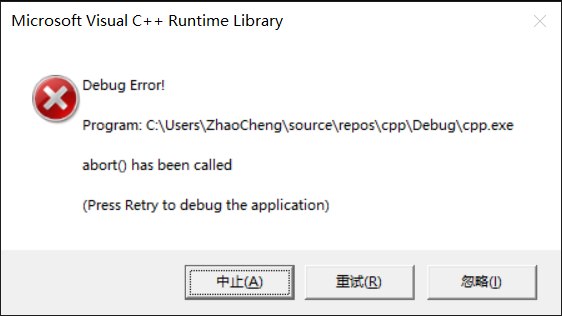 Microsoft Visual C++ Runtime Library
Debug Error!
Program: C:\Users\ZhaoCheng\source\repos\cpp\Debug\cpp.exe
abort() has been called
(Press Retry to debug the application)
中止(A) 重试(R) 忽略(I)